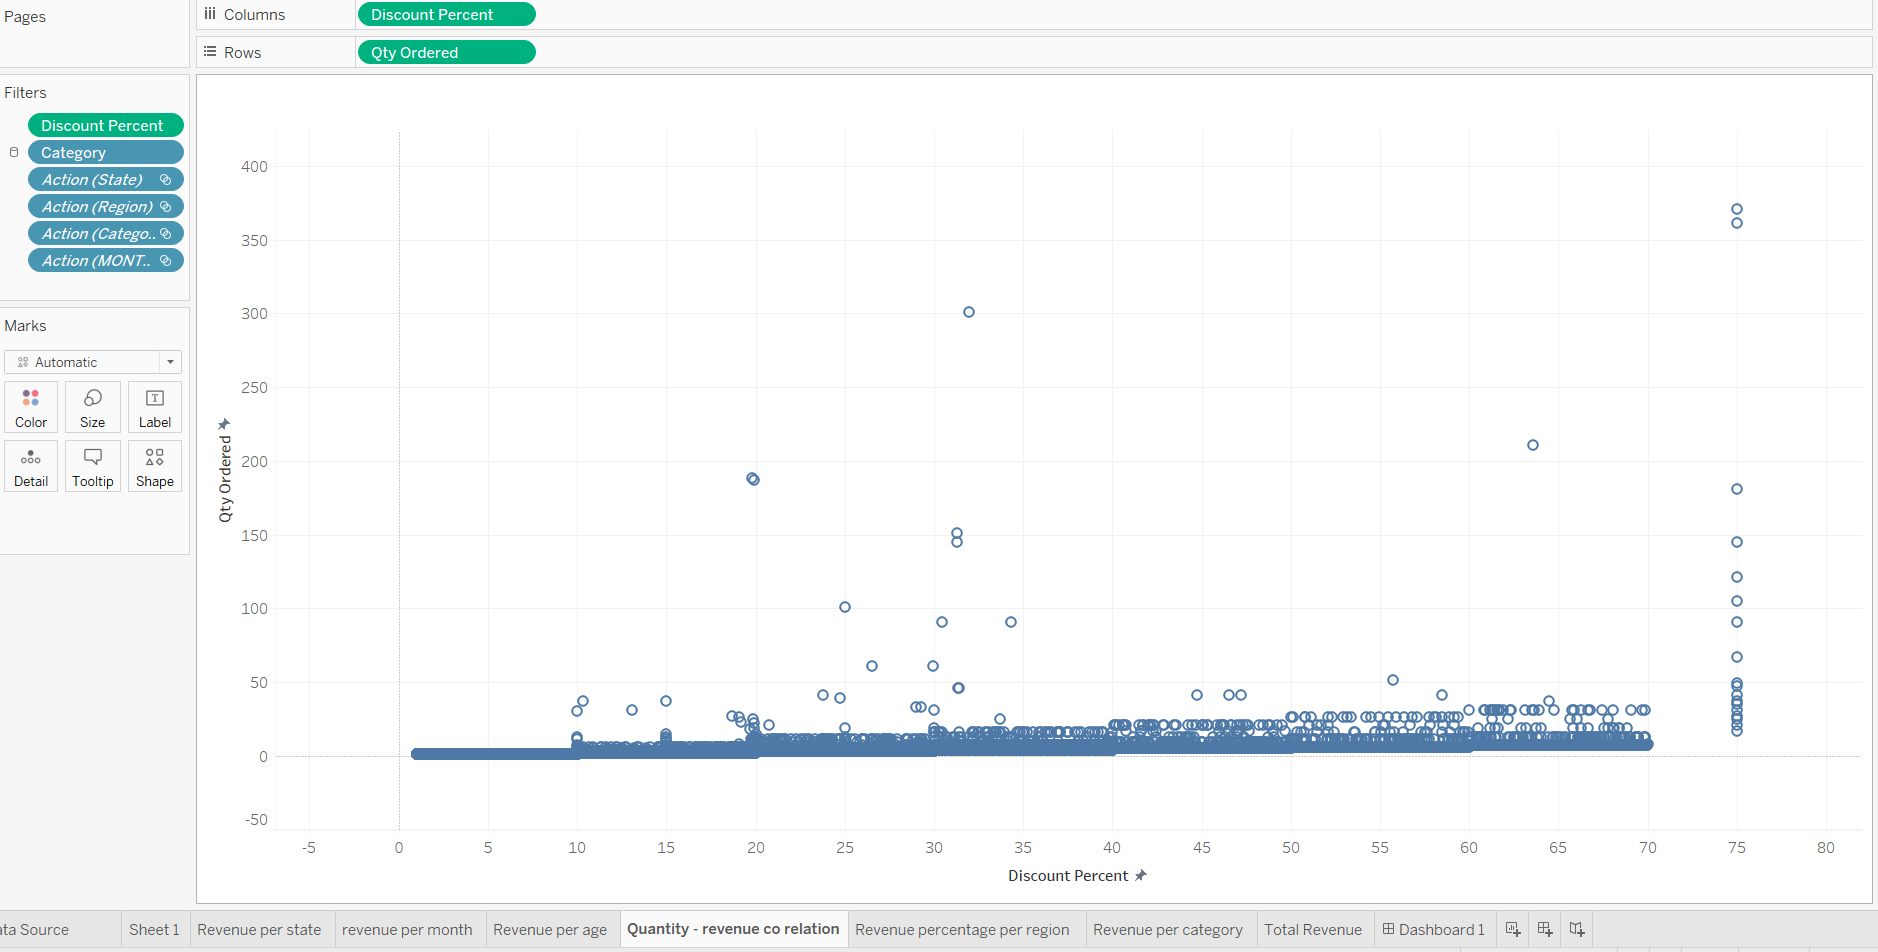 Pages
Columns
Discount Percent
Rows
Qty Ordered
Filters
Discount Percent
Category
Action (State)
Action (Region)
Action (Catego..
Action (MONT..
Marks
Automatic
Color
Size
Label
Detail
Tooltip
Shape
400
350
300
250
200
150
100
50
0
-50
Qty Ordered
-5 0 5 10 15 20 25 30 35 40 45 50 55 60 65 70 75 80
Discount Percent
ata Source
Sheet 1
Revenue per state
revenue per month
Revenue per age
Quantity - revenue co relation
Revenue percentage per region
Revenue per category
Total Revenue
Dashboard 1